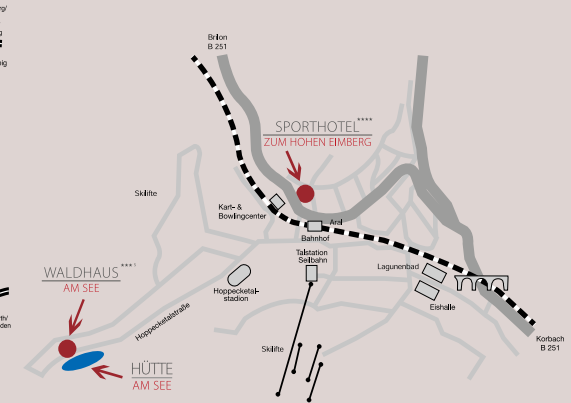 Brilon
B 251
SPORTHOTEL****
ZUM HOHEN EIMBERG
Skilifte
Kart- &
Bowlingcenter
Aral
Bahnhof
Talstation
Seilbahn
Lagunenbad
WALDHAUS***S
AM SEE
Hoppecketal-
stadion
Eishalle
Hoppecketalstraße
Skilifte
Korbach
B 251
HÜTTE
AM SEE